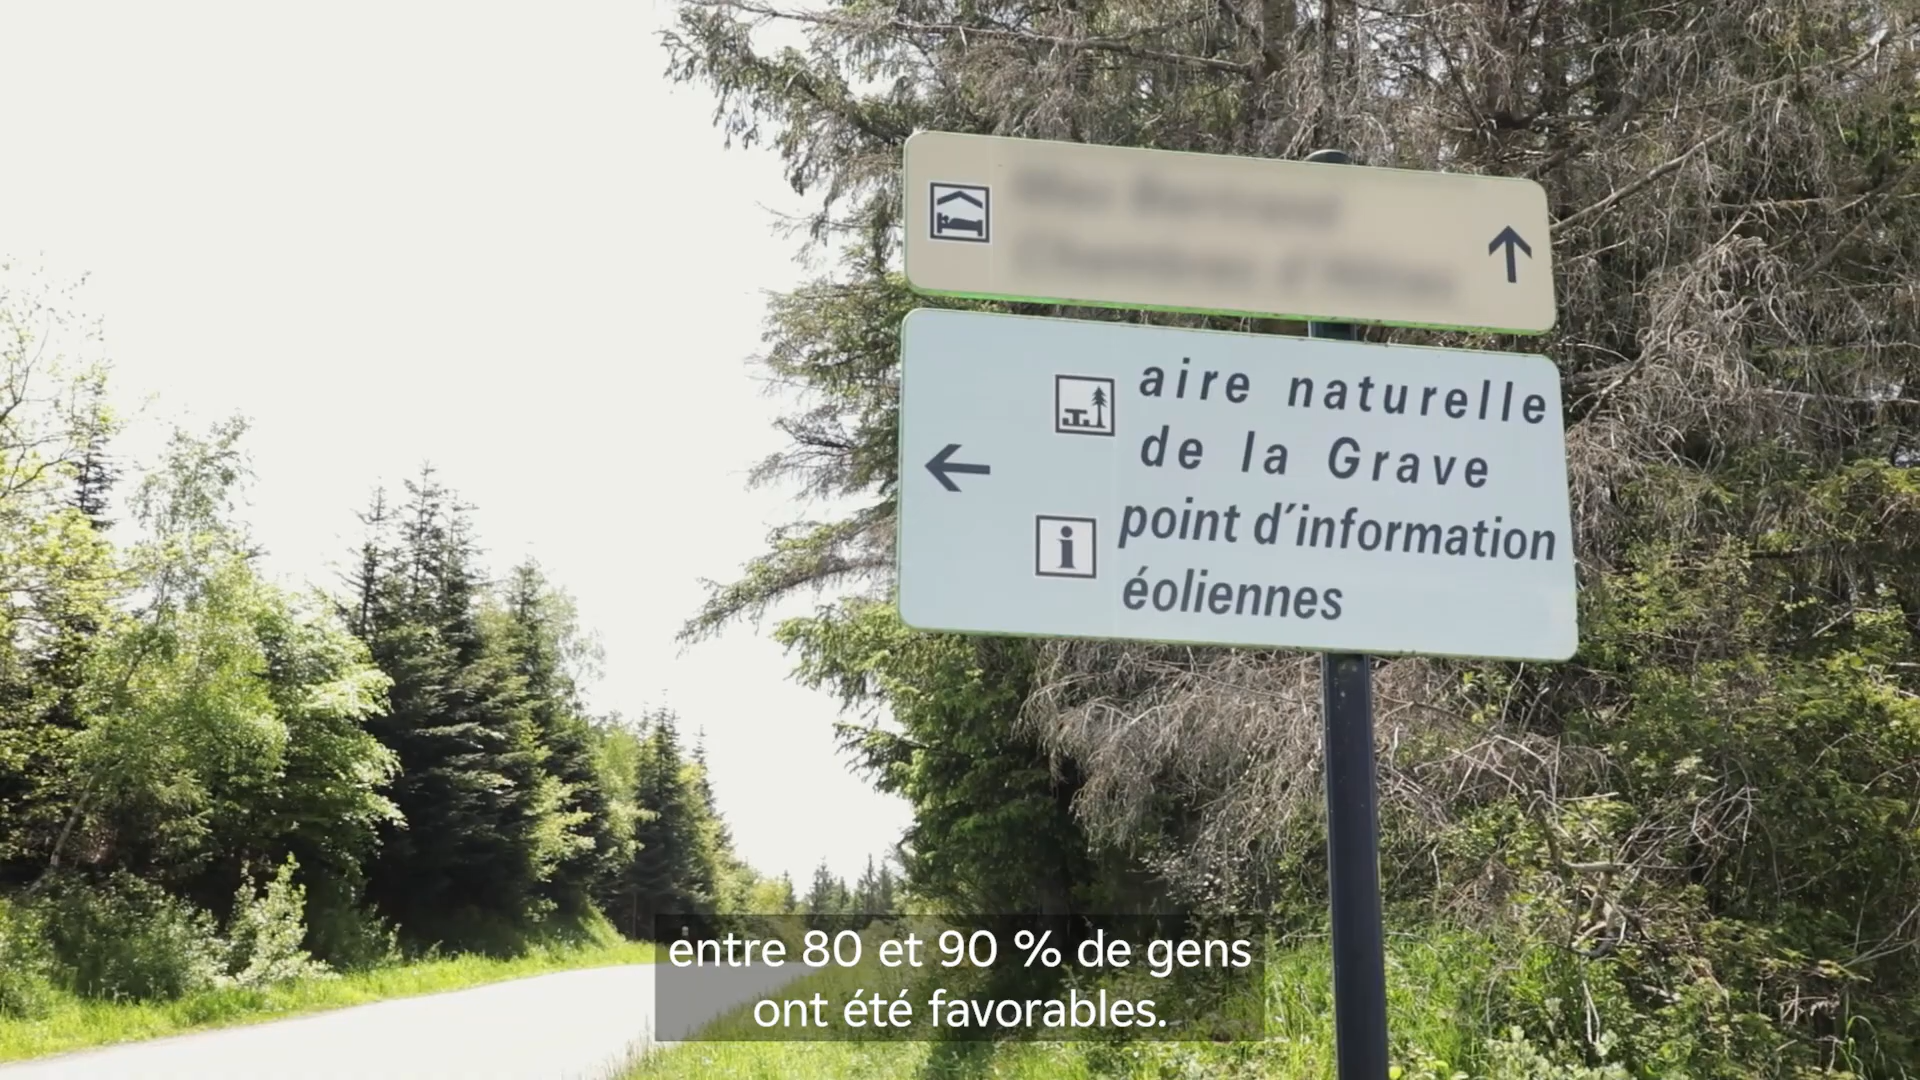 aire naturelle
de la Grave
point d'information
éoliennes
entre 80 et 90 % de gens
ont été favorables.